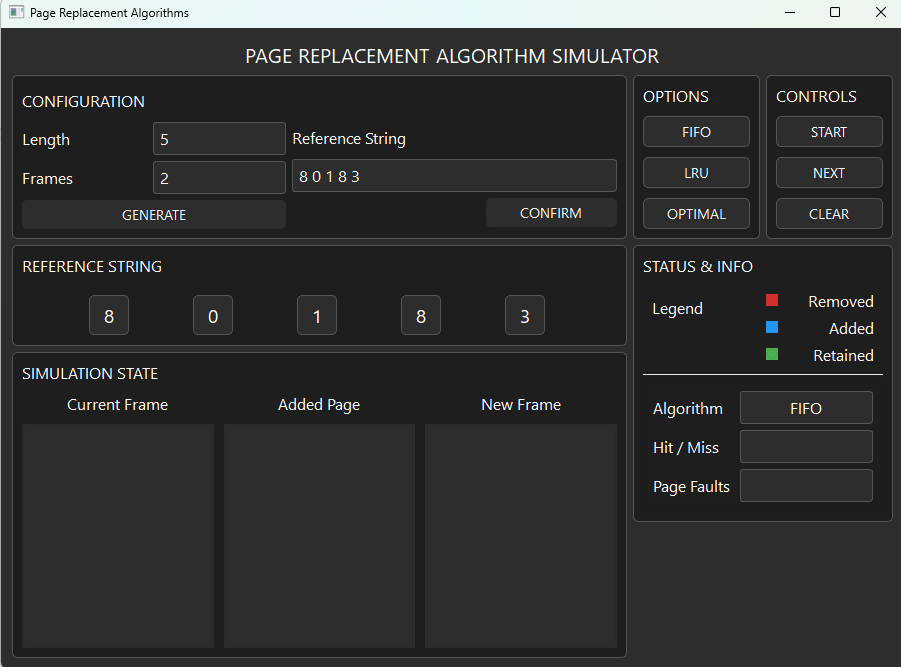 Page Replacement Algorithms
PAGE REPLACEMENT ALGORITHM SIMULATOR
CONFIGURATION
Length
5
Reference String
Frames
2
8 0 1 8 3
GENERATE
CONFIRM
OPTIONS
FIFO
LRU
OPTIMAL
CONTROLS
START
NEXT
CLEAR
REFERENCE STRING
8 0 1 8 3
SIMULATION STATE
Current Frame
Added Page
New Frame
STATUS & INFO
Legend
Removed
Added
Retained
Algorithm
FIFO
Hit / Miss
Page Faults